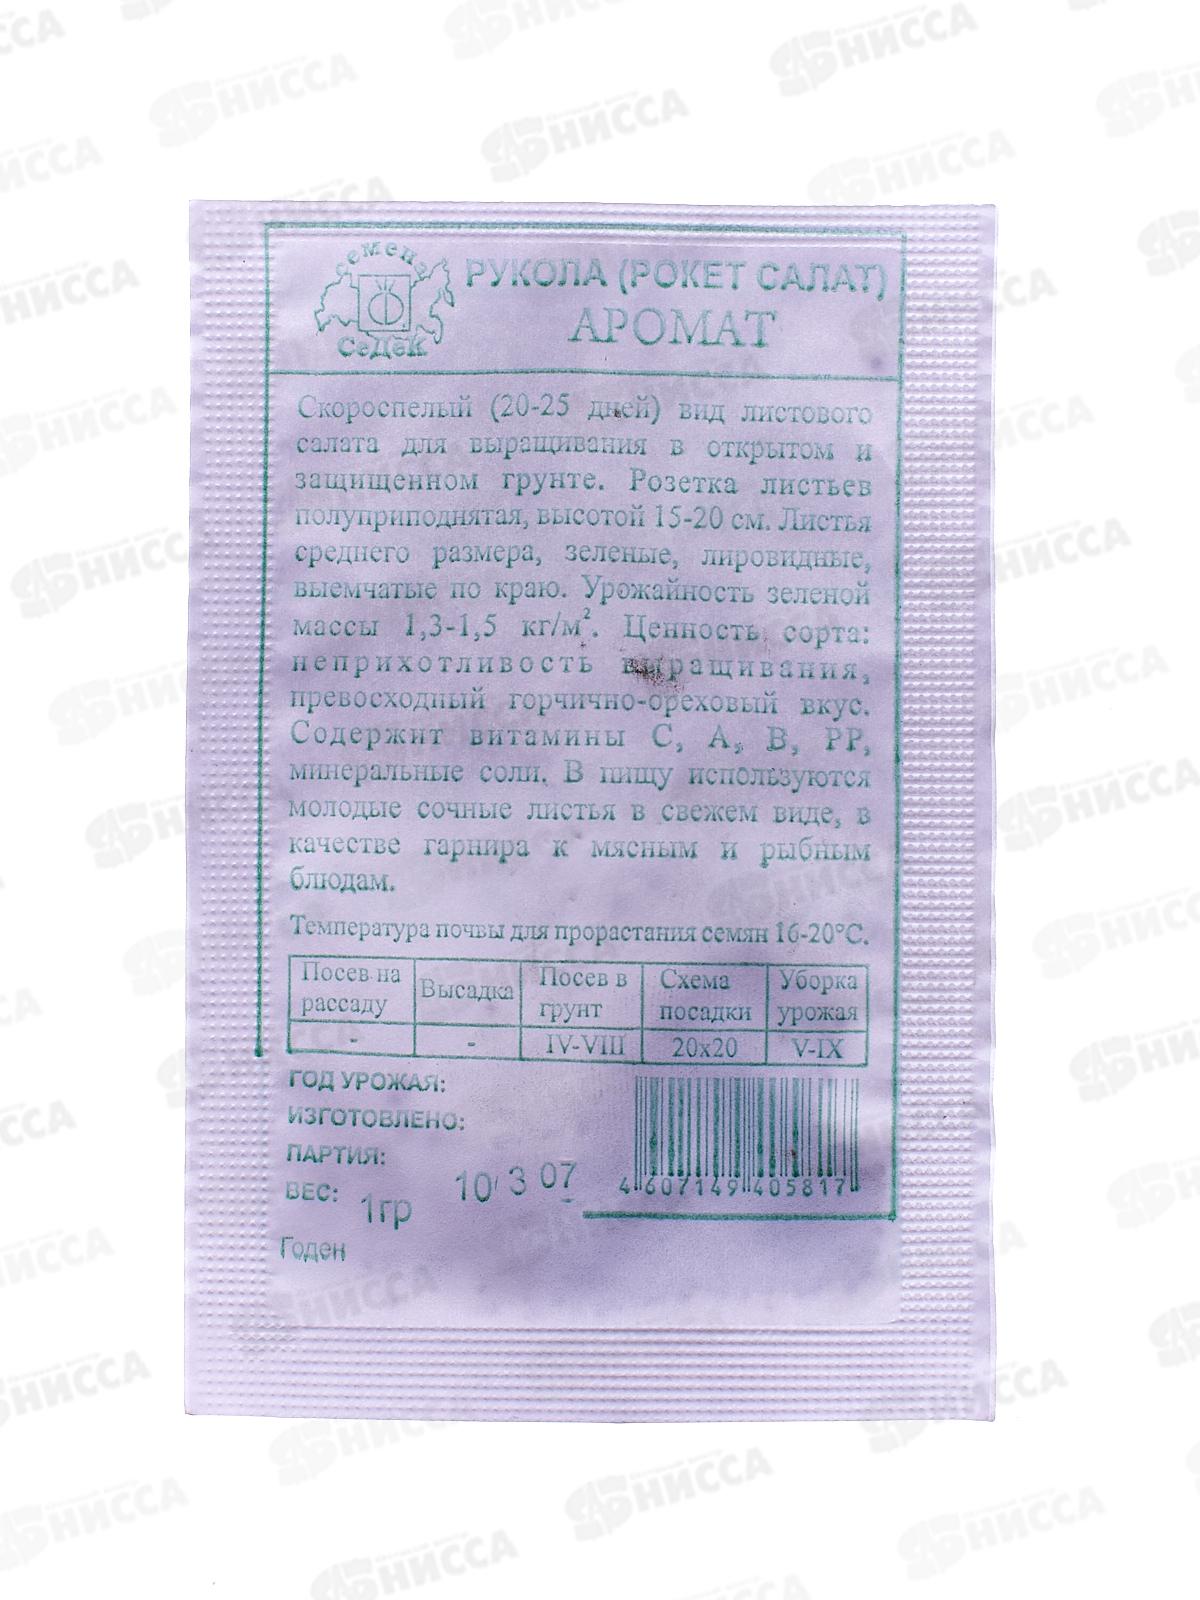 семена
СеДеК
РУКОЛА (РОКЕТ САЛАТ)
АРОМАТ
Скороспелый (20-25 дней) вид листового
салата для выращивания в открытом и
защищенном грунте. Розетка листьев
полуприподнятая, высотой 15-20 см. Листья
среднего размера, зеленые, лировидные,
выемчатые по краю. Урожайность зеленой
массы 1,3-1,5 кг/м². Ценность сорта:
неприхотливость выращивания,
превосходный горчично-ореховый вкус.
Содержит витамины С, А, В, РР,
минеральные соли. В пищу используются
молодые сочные листья в свежем виде, в
качестве гарнира к мясным и рыбным
блюдам.
Температура почвы для прорастания семян 16-20°С.
Посев на рассаду Высадка Посев в грунт Схема посадки Уборка урожая
- - IV-VIII 20х20 V-IX
ГОД УРОЖАЯ:
ИЗГОТОВЛЕНО:
ПАРТИЯ:
ВЕС: 1гр
10 3 07
4 607149 405817
Годен
НИССА